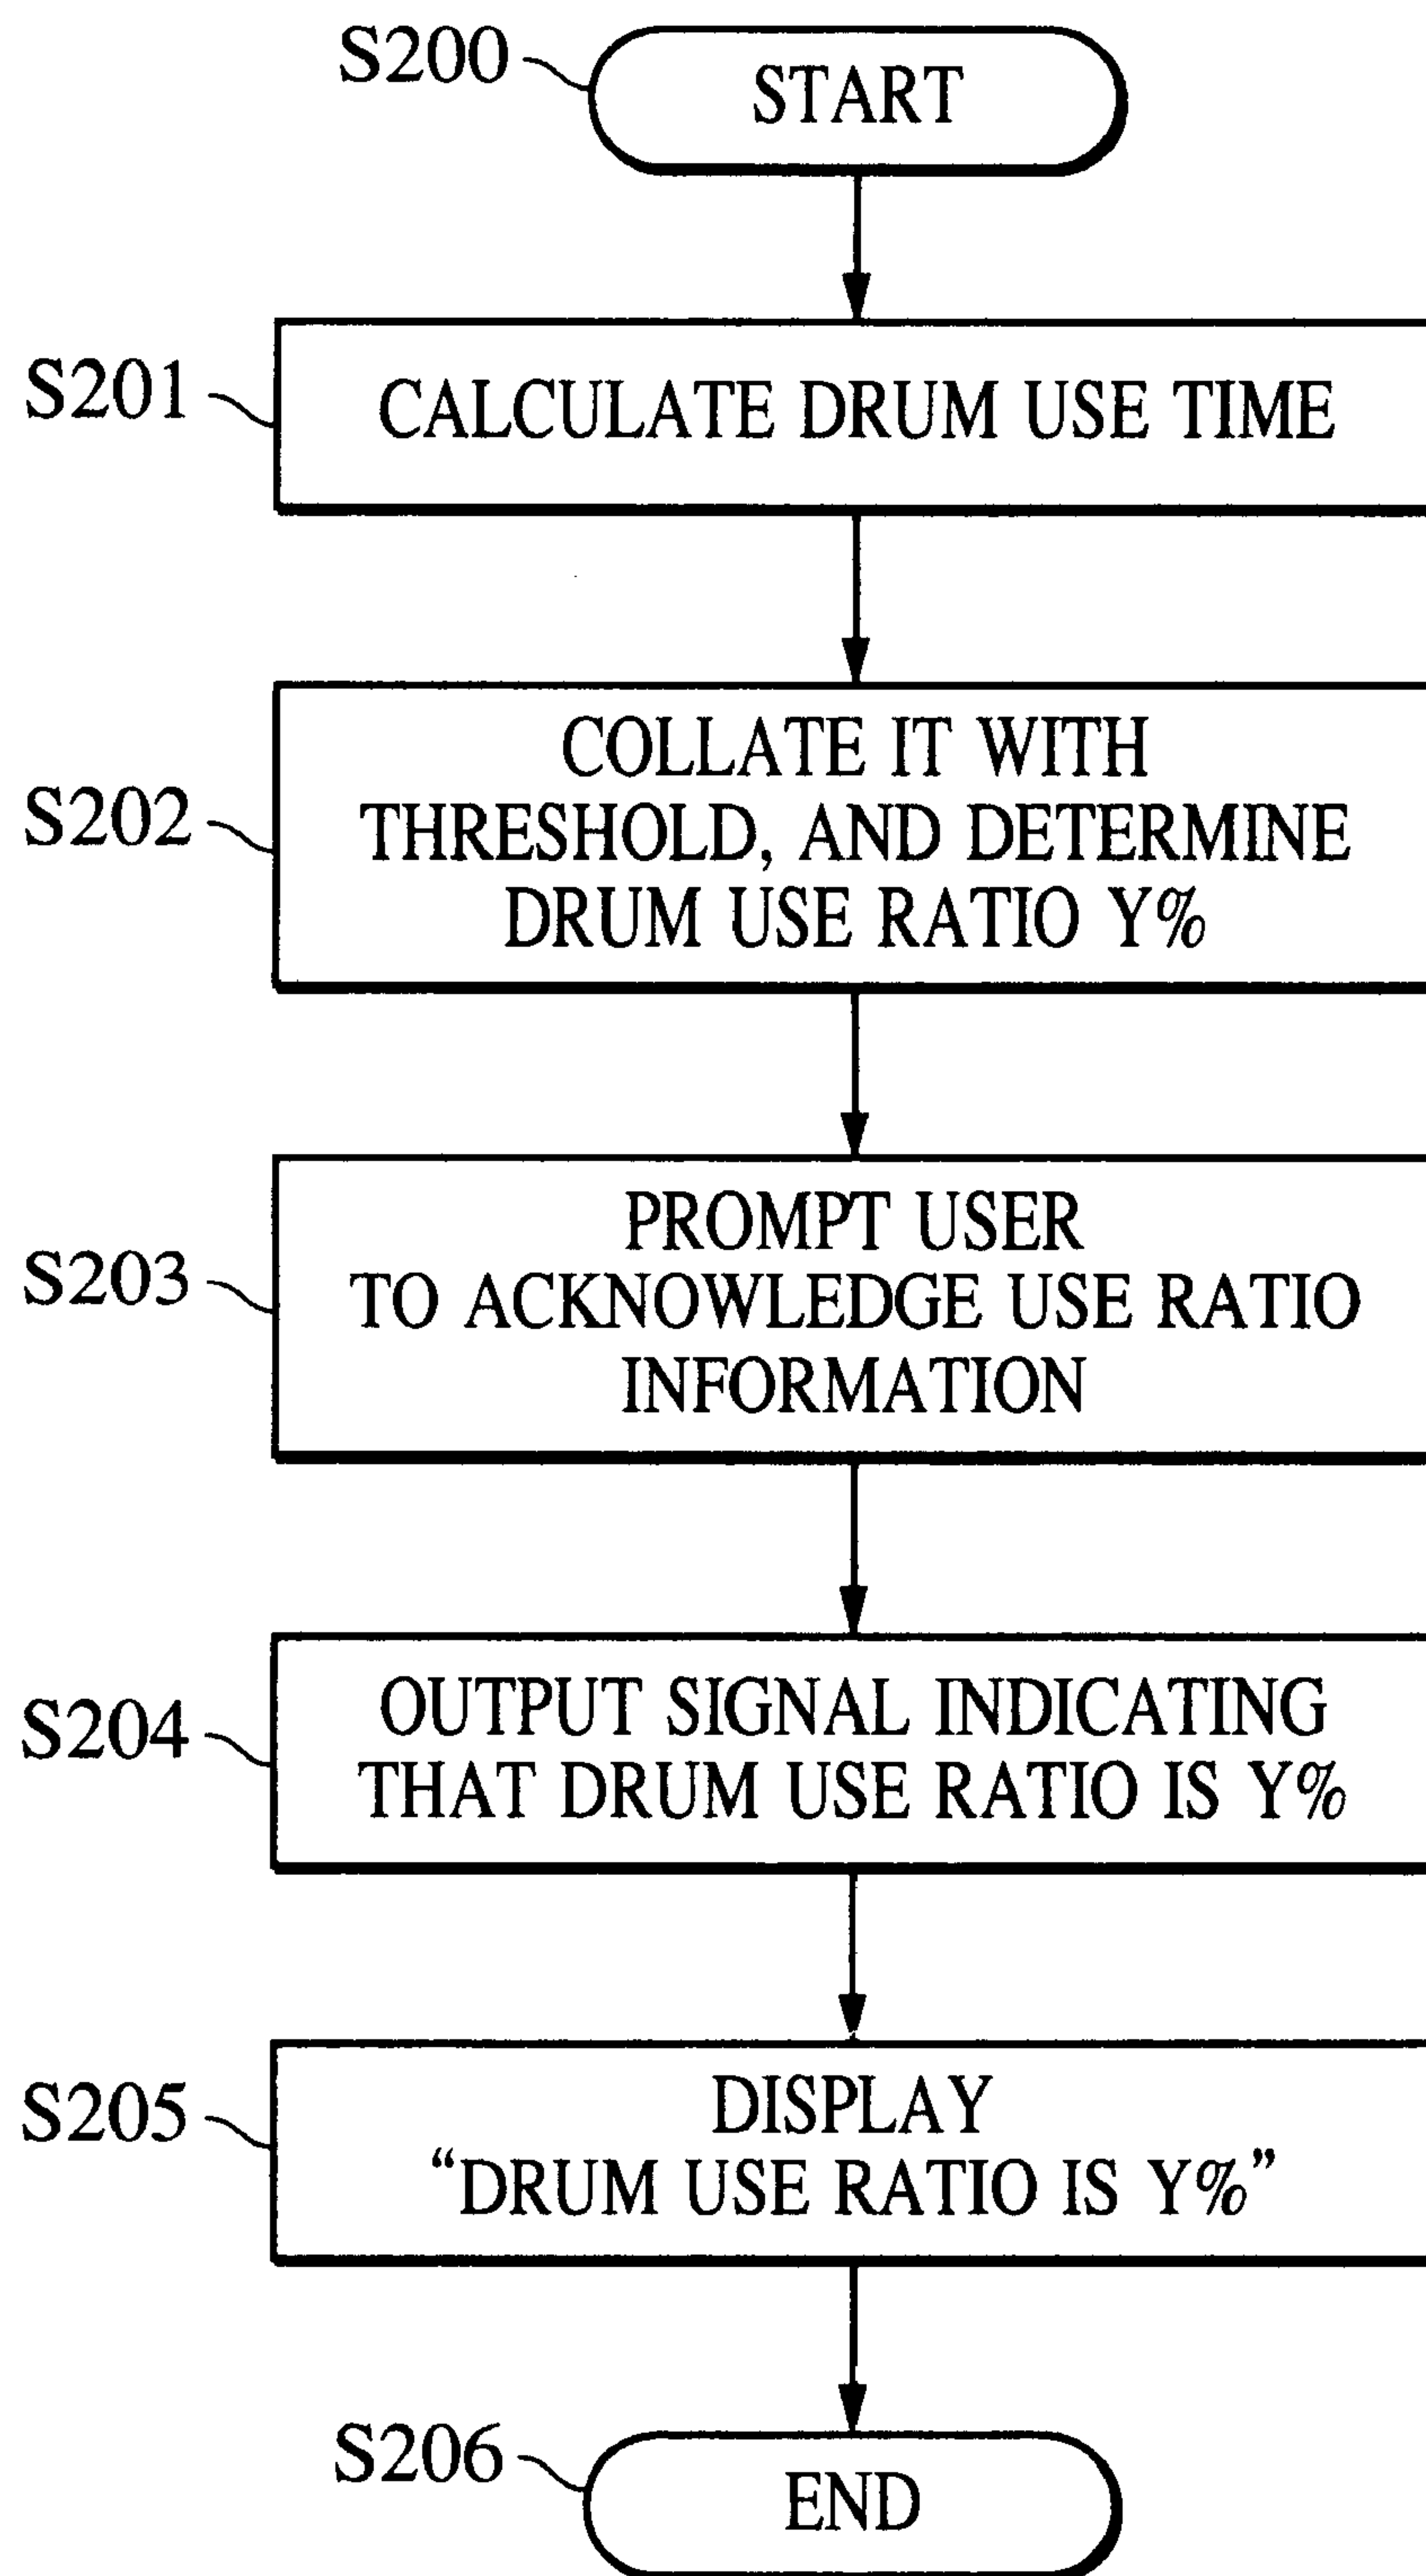 S200
START
S201
CALCULATE DRUM USE TIME
S202
COLLATE IT WITH
THRESHOLD, AND DETERMINE
DRUM USE RATIO Y%
S203
PROMPT USER
TO ACKNOWLEDGE USE RATIO
INFORMATION
S204
OUTPUT SIGNAL INDICATING
THAT DRUM USE RATIO IS Y%
S205
DISPLAY
“DRUM USE RATIO IS Y%”
S206
END